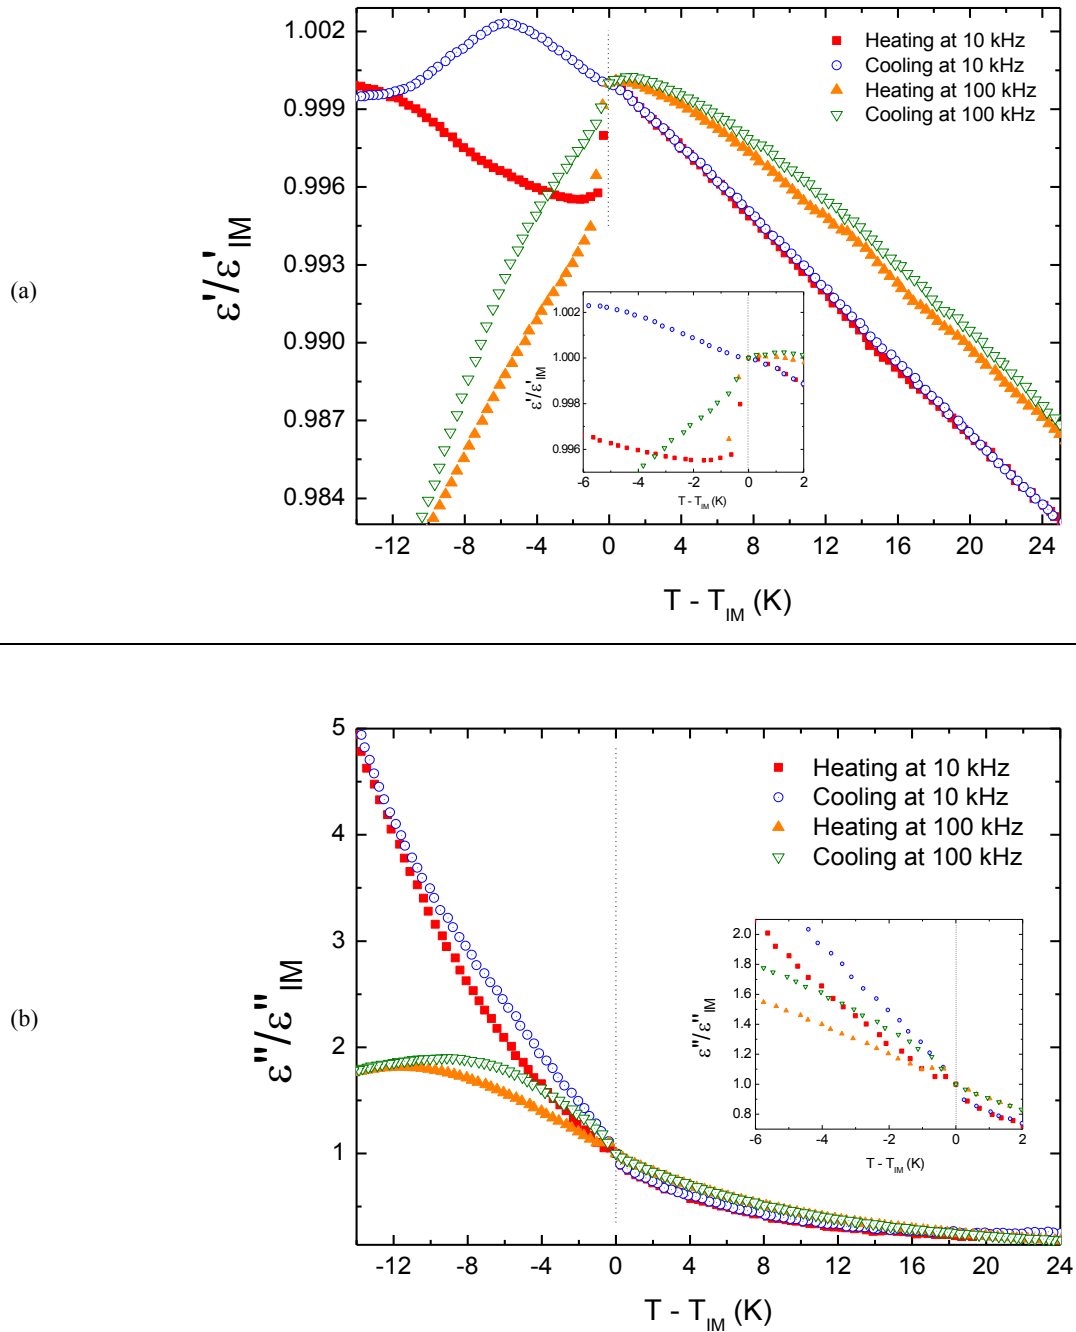 (a)
ε'/ε'IM
1.002
0.999
0.996
0.993
0.990
0.987
0.984
Heating at 10 kHz
Cooling at 10 kHz
Heating at 100 kHz
Cooling at 100 kHz
ε'/ε'IM
1.002
1.000
0.998
0.996
-6 -4 -2 0 2
T - TIM (K)
-12 -8 -4 0 4 8 12 16 20 24
T - TIM (K)
(b)
ε''/ε''IM
5
4
3
2
1
Heating at 10 kHz
Cooling at 10 kHz
Heating at 100 kHz
Cooling at 100 kHz
ε''/ε''IM
2.0
1.8
1.6
1.4
1.2
1.0
0.8
-6 -4 -2 0 2
T - TIM (K)
-12 -8 -4 0 4 8 12 16 20 24
T - TIM (K)